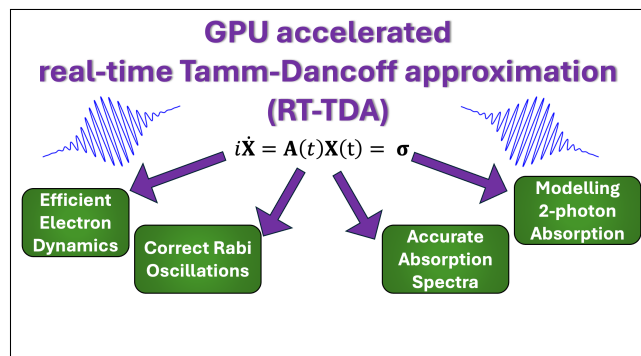 GPU accelerated
real-time Tamm-Dancoff approximation
(RT-TDA)
iẊ = A(t)X(t) = σ
Efficient
Electron
Dynamics
Correct Rabi
Oscillations
Accurate
Absorption
Spectra
Modelling
2-photon
Absorption